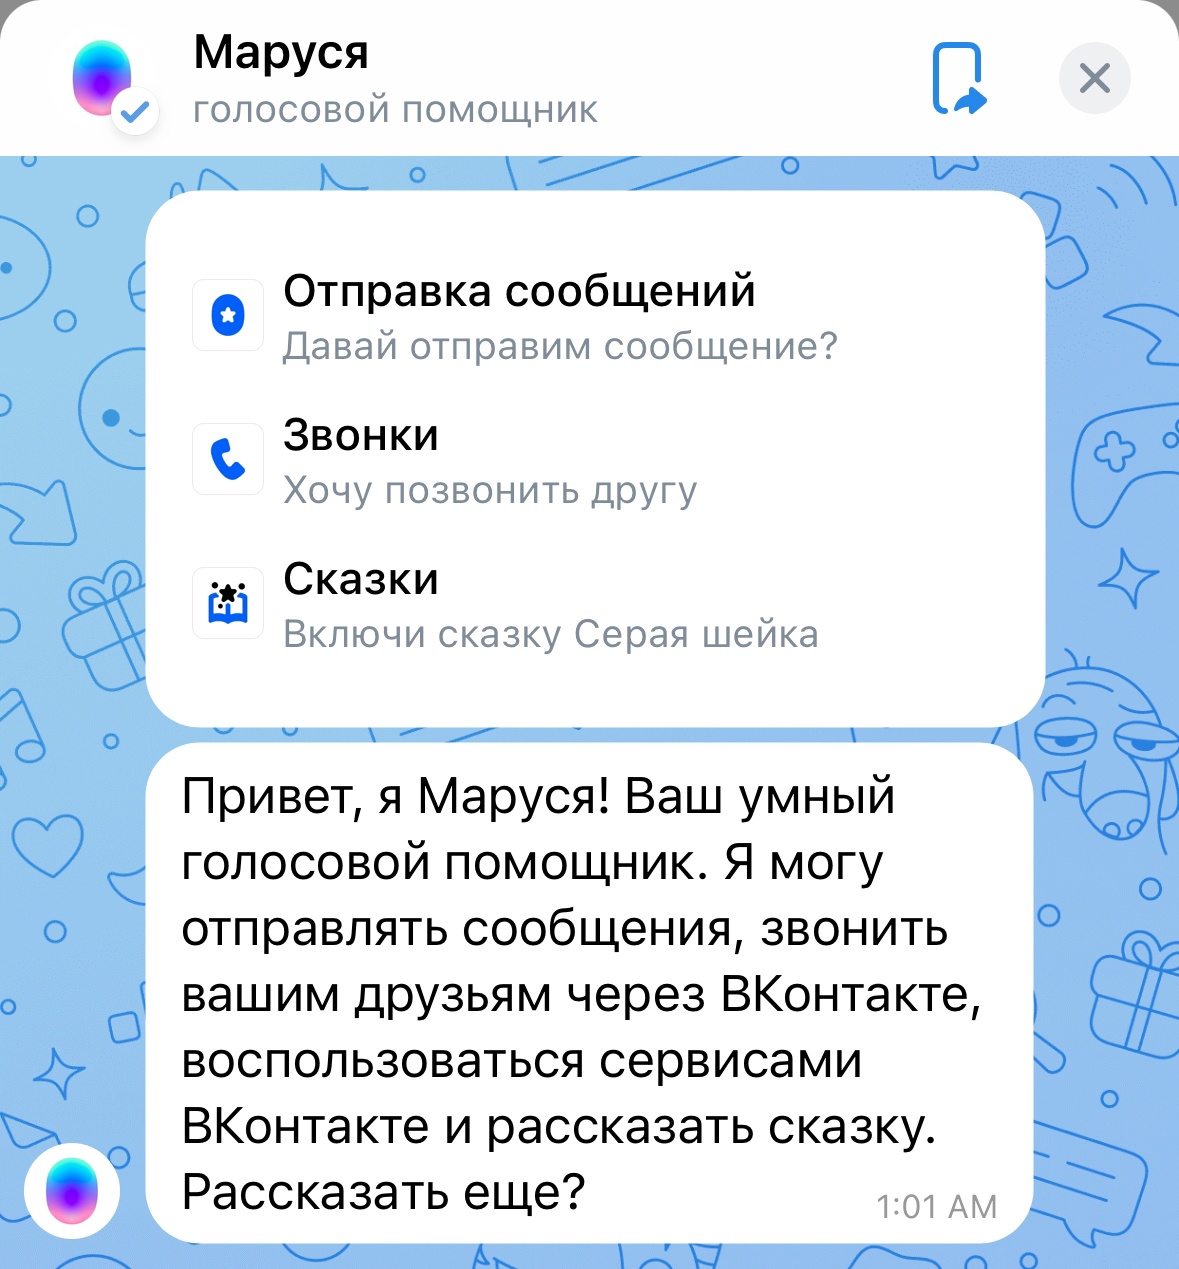 Маруся
голосовой помощник
Отправка сообщений
Давай отправим сообщение?
Звонки
Хочу позвонить другу
Сказки
Включи сказку Серая шейка
Привет, я Маруся! Ваш умный
голосовой помощник. Я могу
отправлять сообщения, звонить
вашим друзьям через ВКонтакте,
воспользоваться сервисами
ВКонтакте и рассказать сказку.
Рассказать еще?
1:01 AM